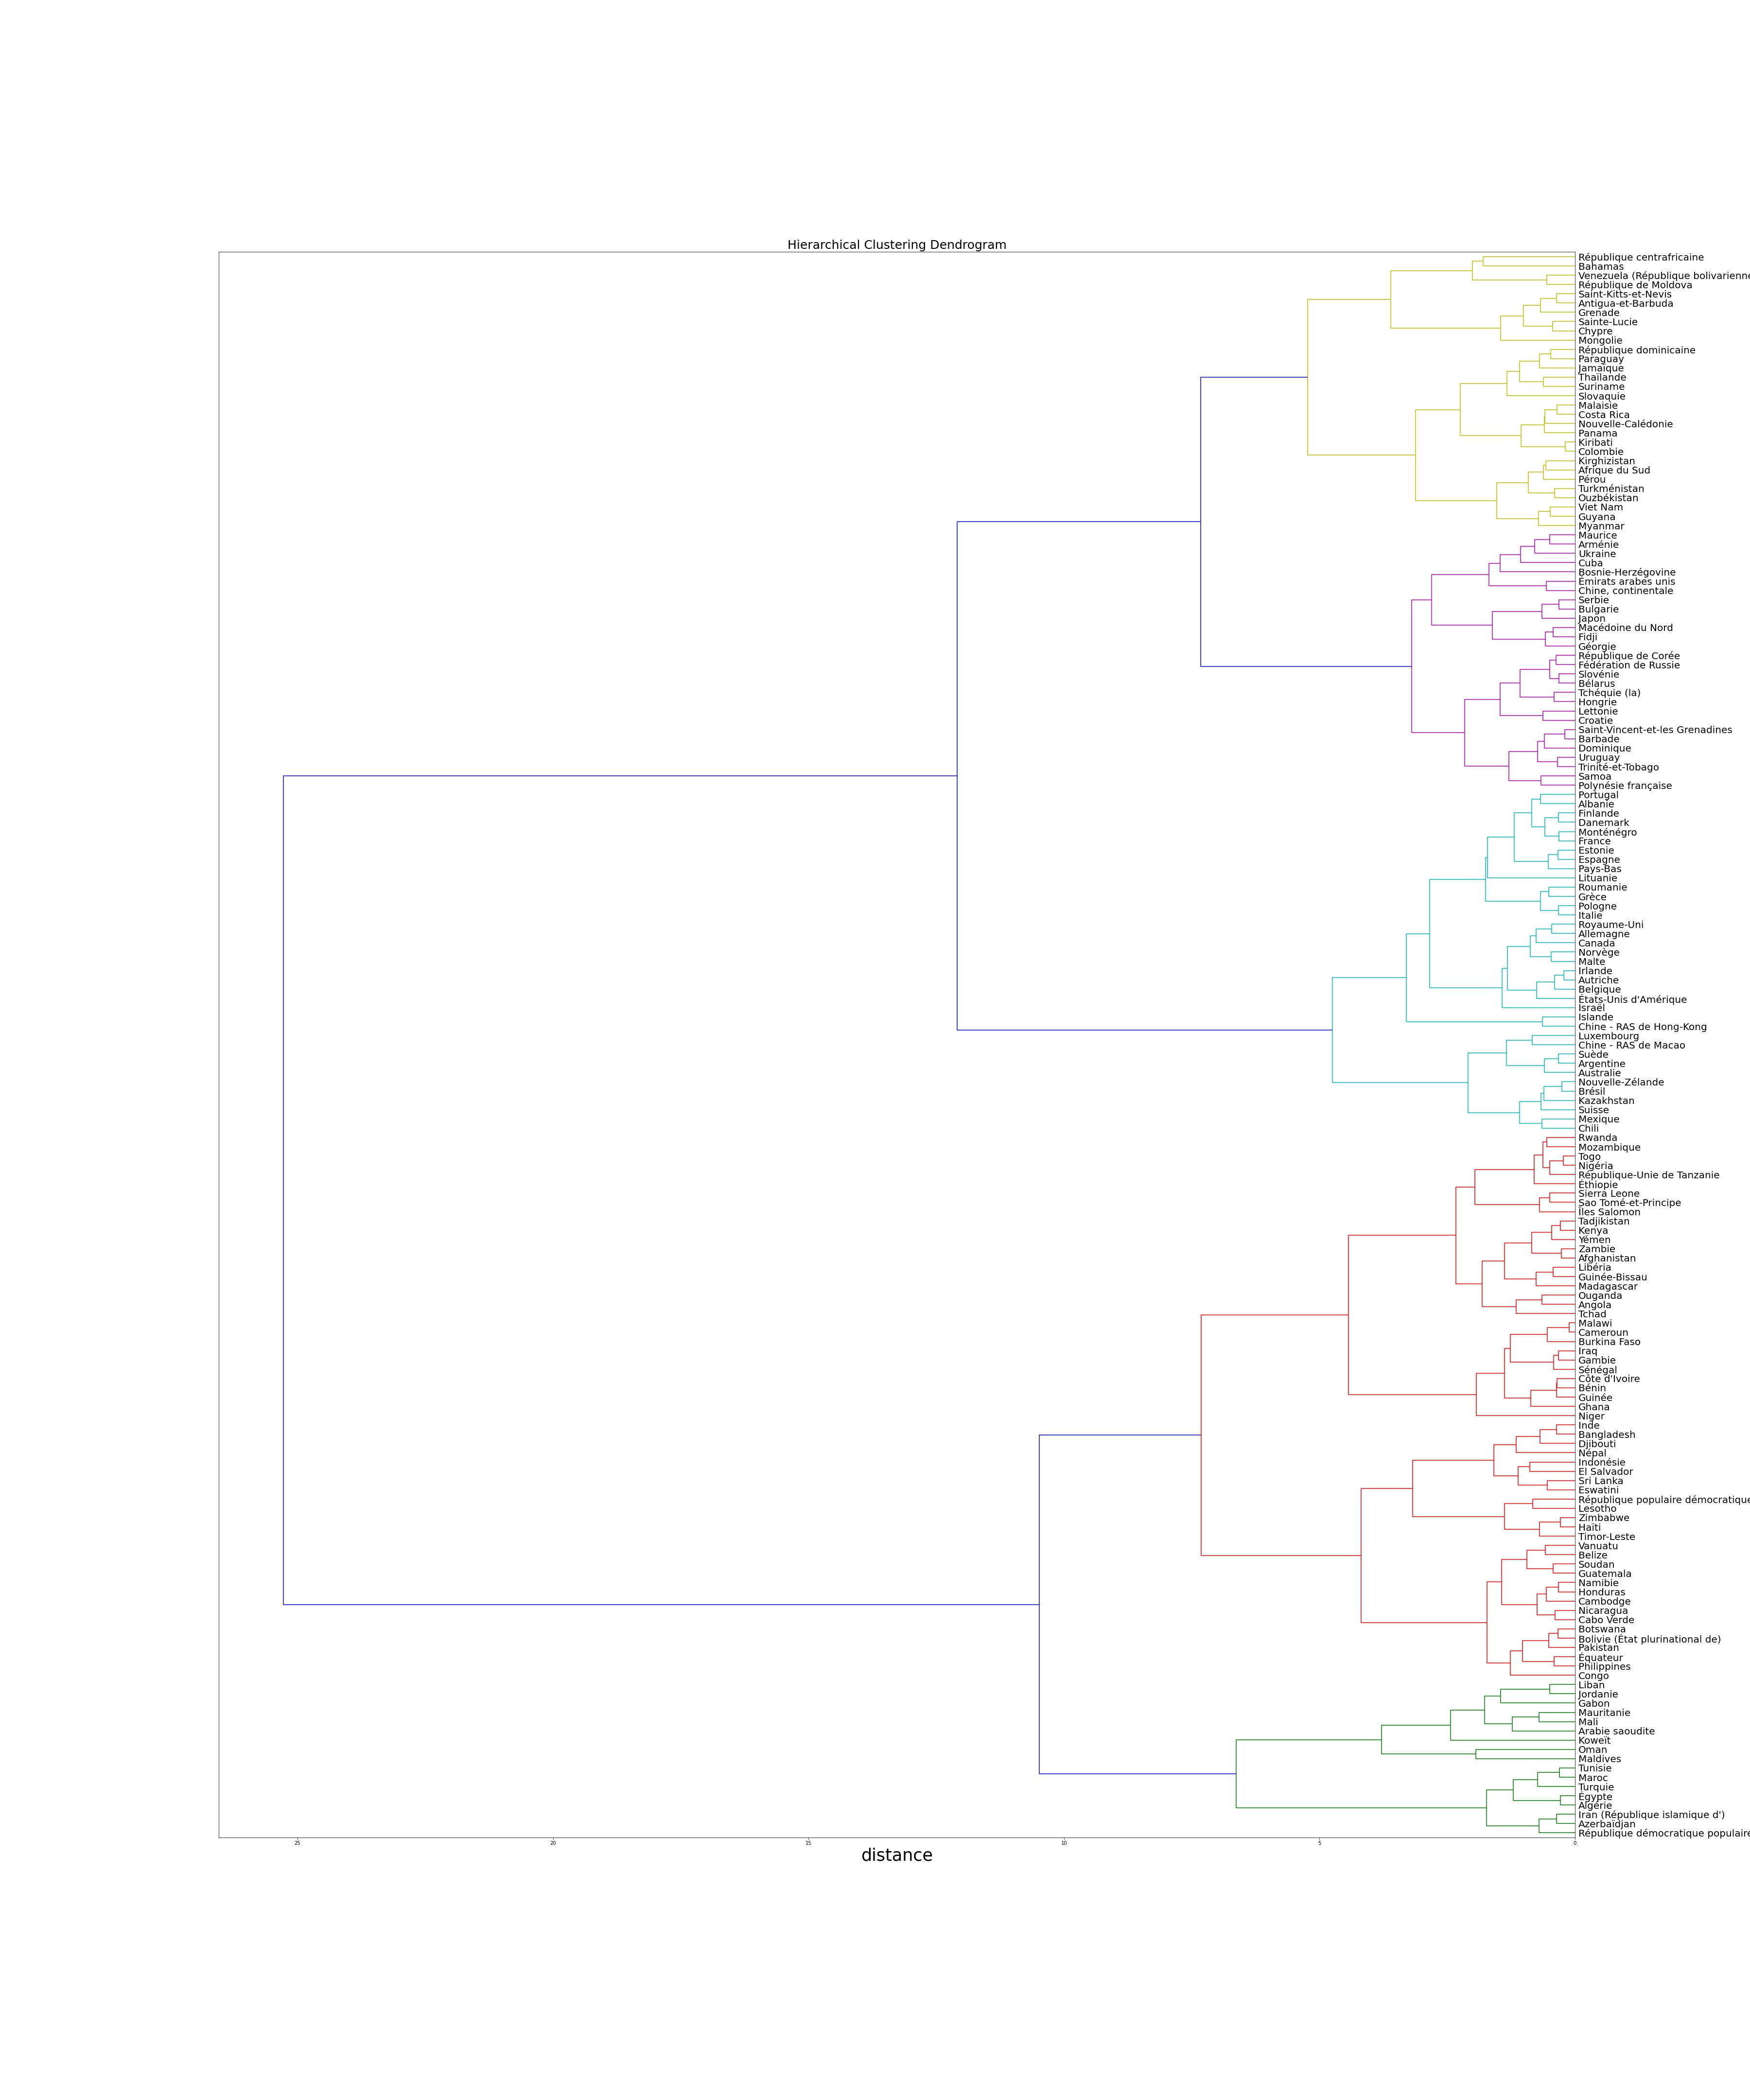 Hierarchical Clustering Dendrogram
République centrafricaine
Bahamas
Venezuela (République bolivarienne
République de Moldova
Saint-Kitts-et-Nevis
Antigua-et-Barbuda
Grenade
Sainte-Lucie
Chypre
Mongolie
République dominicaine
Paraguay
Jamaïque
Thaïlande
Suriname
Slovaquie
Malaisie
Costa Rica
Nouvelle-Calédonie
Panama
Kiribati
Colombie
Kirghizistan
Afrique du Sud
Pérou
Turkménistan
Ouzbékistan
Viet Nam
Guyana
Myanmar
Maurice
Arménie
Ukraine
Cuba
Bosnie-Herzégovine
Émirats arabes unis
Chine, continentale
Serbie
Bulgarie
Japon
Macédoine du Nord
Fidji
Géorgie
République de Corée
Fédération de Russie
Slovénie
Bélarus
Tchéquie (la)
Hongrie
Lettonie
Croatie
Saint-Vincent-et-les Grenadines
Barbade
Dominique
Uruguay
Trinité-et-Tobago
Samoa
Polynésie française
Portugal
Albanie
Finlande
Danemark
Monténégro
France
Estonie
Espagne
Pays-Bas
Lituanie
Roumanie
Grèce
Pologne
Italie
Royaume-Uni
Allemagne
Canada
Norvège
Malte
Irlande
Autriche
Belgique
États-Unis d'Amérique
Israël
Islande
Chine - RAS de Hong-Kong
Luxembourg
Chine - RAS de Macao
Suède
Argentine
Australie
Nouvelle-Zélande
Brésil
Kazakhstan
Suisse
Mexique
Chili
Rwanda
Mozambique
Togo
Nigéria
République-Unie de Tanzanie
Éthiopie
Sierra Leone
Sao Tomé-et-Principe
Îles Salomon
Tadjikistan
Kenya
Yémen
Zambie
Afghanistan
Libéria
Guinée-Bissau
Madagascar
Ouganda
Angola
Tchad
Malawi
Cameroun
Burkina Faso
Iraq
Gambie
Sénégal
Côte d'Ivoire
Bénin
Guinée
Ghana
Niger
Inde
Bangladesh
Djibouti
Népal
Indonésie
El Salvador
Sri Lanka
Eswatini
République populaire démocratique
Lesotho
Zimbabwe
Haïti
Timor-Leste
Vanuatu
Belize
Soudan
Guatemala
Namibie
Honduras
Cambodge
Nicaragua
Cabo Verde
Botswana
Bolivie (État plurinational de)
Pakistan
Équateur
Philippines
Congo
Liban
Jordanie
Gabon
Mauritanie
Mali
Arabie saoudite
Koweït
Oman
Maldives
Tunisie
Maroc
Turquie
Égypte
Algérie
Iran (République islamique d')
Azerbaïdjan
République démocratique populaire
25 20 15 10 5 0
distance